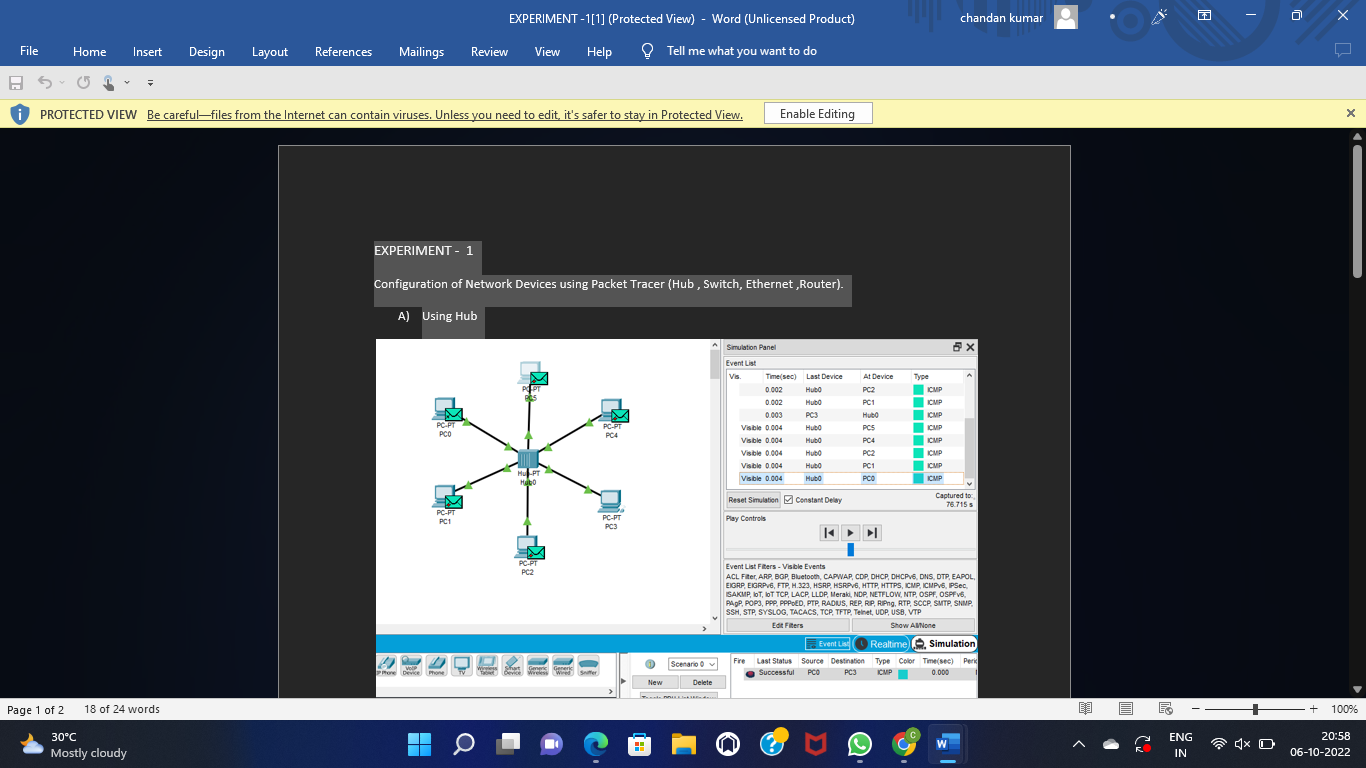 EXPERIMENT -1[1] (Protected View) - Word (Unlicensed Product)
chandan kumar
File Home Insert Design Layout References Mailings Review View Help Tell me what you want to do
PROTECTED VIEW Be careful—files from the Internet can contain viruses. Unless you need to edit, it's safer to stay in Protected View. Enable Editing
EXPERIMENT - 1
Configuration of Network Devices using Packet Tracer (Hub , Switch, Ethernet ,Router).
A) Using Hub
PC-PT
PC5
PC-PT
PC0
PC-PT
PC4
Hub-PT
Hub0
PC-PT
PC1
PC-PT
PC3
PC-PT
PC2
Simulation Panel
Event List
Vis. Time(sec) Last Device At Device Type
0.002 Hub0 PC2 ICMP
0.002 Hub0 PC1 ICMP
0.003 PC3 Hub0 ICMP
Visible 0.004 Hub0 PC5 ICMP
Visible 0.004 Hub0 PC4 ICMP
Visible 0.004 Hub0 PC2 ICMP
Visible 0.004 Hub0 PC1 ICMP
Visible 0.004 Hub0 PC0 ICMP
Reset Simulation Constant Delay Captured to:
76.715 s
Play Controls
Event List Filters - Visible Events
ACL Filter, ARP, BGP, Bluetooth, CAPWAP, CDP, DHCP, DHCPv6, DNS, DTP, EAPOL,
EIGRP, EIGRPv6, FTP, H.323, HSRP, HSRPv6, HTTP, HTTPS, ICMP, ICMPv6, IPSec,
ISAKMP, IoT, IoT TCP, LACP, LLDP, Meraki, NDP, NETFLOW, NTP, OSPF, OSPFv6,
PAgP, POP3, PPP, PPPoED, PTP, RADIUS, REP, RIP, RIPng, RTP, SCCP, SMTP, SNMP,
SSH, STP, SYSLOG, TACACS, TCP, TFTP, Telnet, UDP, USB, VTP
Edit Filters Show All/None
Event List Realtime Simulation
IP Phone VoIP Device Phone TV Wireless Tablet Smart Device Generic Wireless Generic Wired Sniffer
Scenario 0
New Delete
Toggle PDU List Window
Fire Last Status Source Destination Type Color Time(sec) Peri
Successful PC0 PC3 ICMP 0.000
Page 1 of 2 18 of 24 words
100%
30°C
Mostly cloudy
C
ENG
IN
20:58
06-10-2022